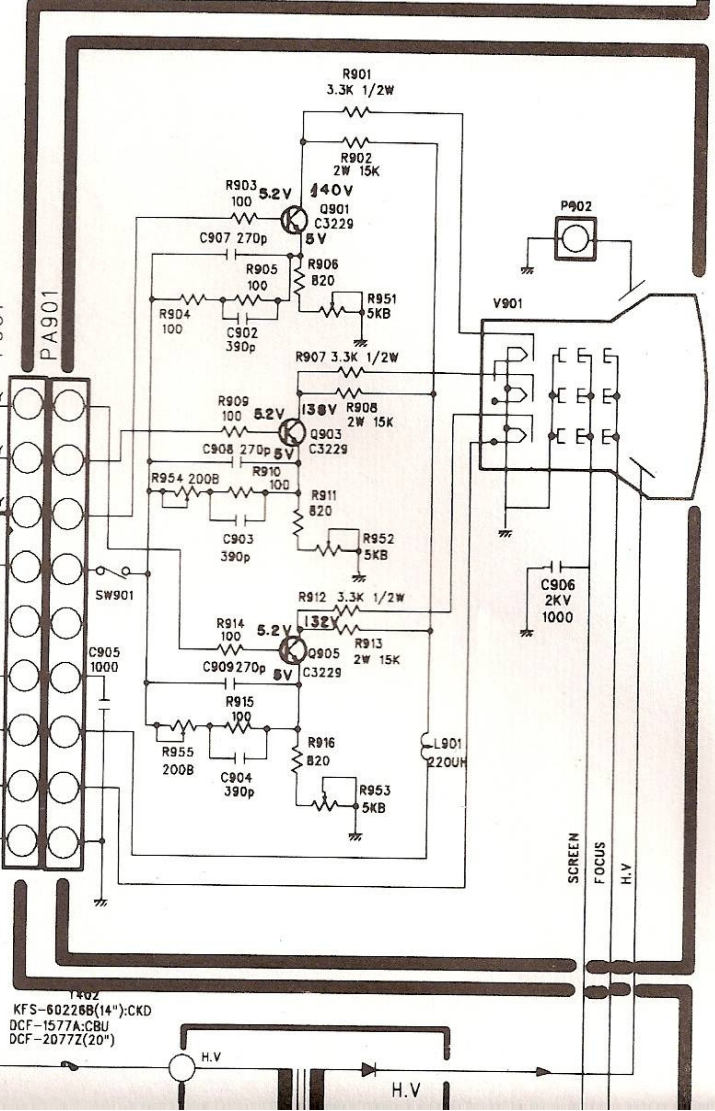 R901
3.3K 1/2W
R902
2W 15K
R903
100
5.2V
140V
Q901
C3229
5V
C907 270p
R905
100
R906
820
R904
100
C902
390p
R951
5KB
P902
V901
PA901
R907 3.3K 1/2W
R909
100
5.2V
138V
R908
2W 15K
Q903
C3229
C908 270p
5V
R954 200B
R910
100
R911
820
C903
390p
R952
5KB
SW901
C906
2KV
1000
R912 3.3K 1/2W
R914
100
5.2V
132V
R913
2W 15K
Q905
C3229
C905
1000
C909 270p
5V
R915
100
R955
200B
C904
390p
R916
820
L901
220UH
R953
5KB
SCREEN
FOCUS
H.V
T402
KFS-60226B(14"):CKD
DCF-1577A:CBU
DCF-2077Z(20")
H.V
H.V